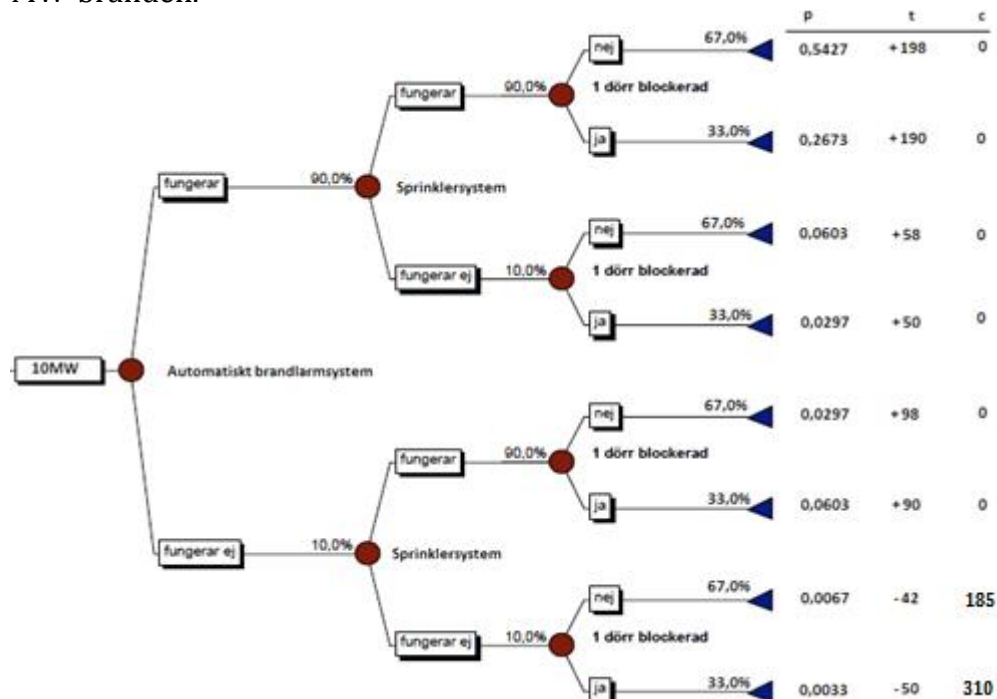 MW-branden.
p t c
nej 67,0% 0,5427 +198 0
fungerar 90,0% 1 dörr blockerad
ja 33,0% 0,2673 +190 0
fungerar 90,0% Sprinklersystem
nej 67,0% 0,0603 +58 0
fungerar ej 10,0% 1 dörr blockerad
ja 33,0% 0,0297 +50 0
10MW Automatiskt brandlarmsystem
nej 67,0% 0,0297 +98 0
fungerar 90,0% 1 dörr blockerad
ja 33,0% 0,0603 +90 0
fungerar ej 10,0% Sprinklersystem
nej 67,0% 0,0067 -42 185
fungerar ej 10,0% 1 dörr blockerad
ja 33,0% 0,0033 -50 310